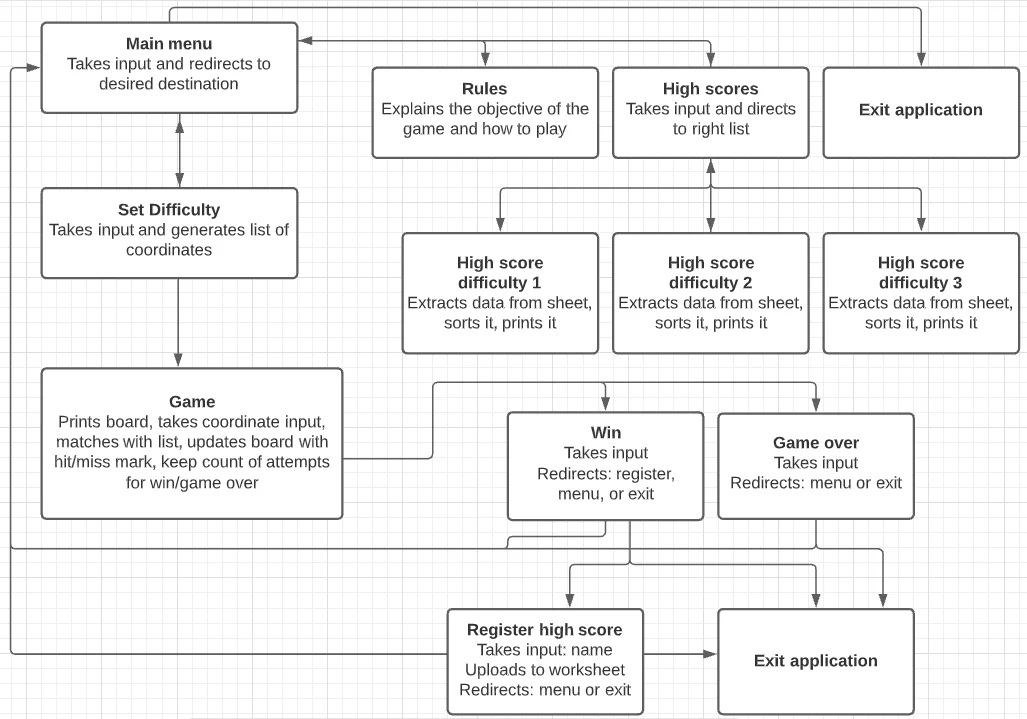 Main menu
Takes input and redirects to
desired destination
Rules
Explains the objective of the
game and how to play
High scores
Takes input and directs
to right list
Exit application
Set Difficulty
Takes input and generates list of
coordinates
High score
difficulty 1
Extracts data from sheet,
sorts it, prints it
High score
difficulty 2
Extracts data from sheet,
sorts it, prints it
High score
difficulty 3
Extracts data from sheet,
sorts it, prints it
Game
Prints board, takes coordinate input,
matches with list, updates board with
hit/miss mark, keep count of attempts
for win/game over
Win
Takes input
Redirects: register,
menu, or exit
Game over
Takes input
Redirects: menu or exit
Register high score
Takes input: name
Uploads to worksheet
Redirects: menu or exit
Exit application